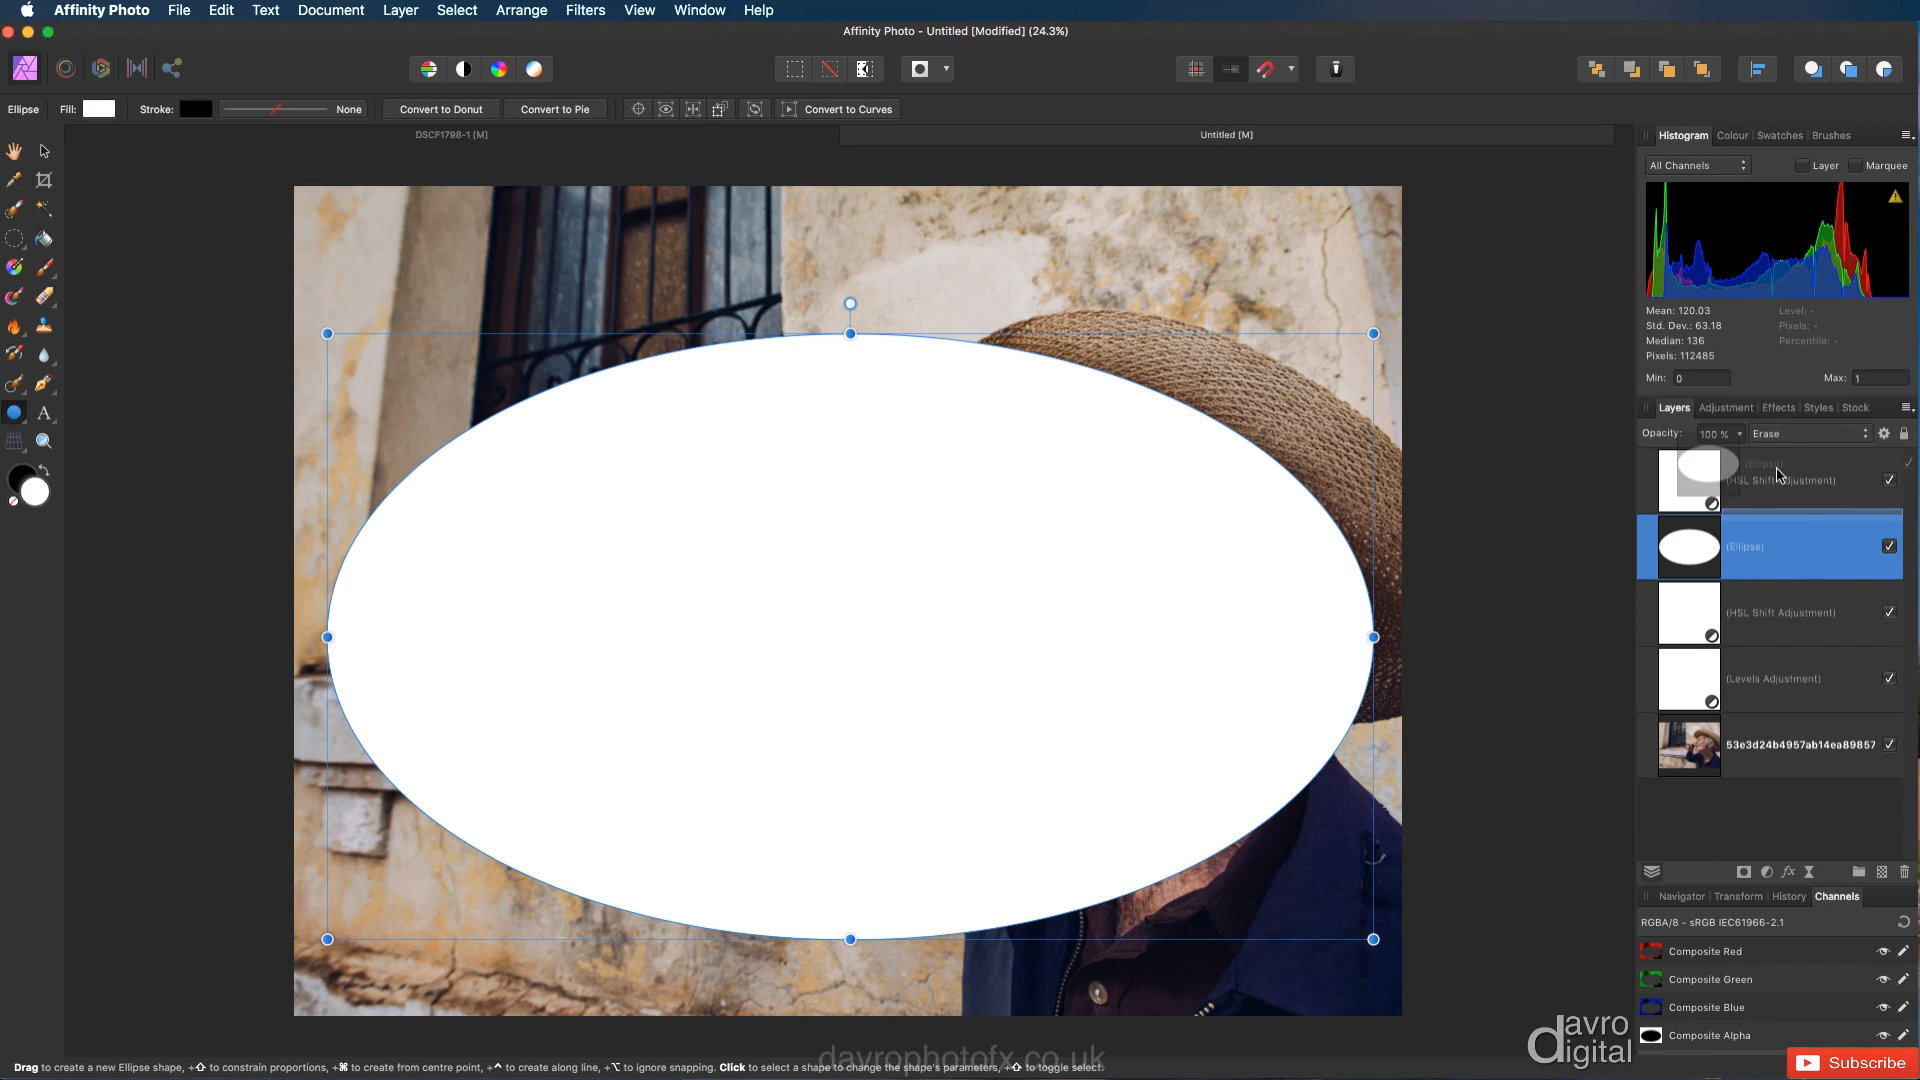 Affinity Photo File Edit Text Document Layer Select Arrange Filters View Window Help
Affinity Photo - Untitled [Modified] (24.3%)
Ellipse Fill: Stroke: None Convert to Donut Convert to Pie Convert to Curves
DSCF1798-1 [M] Untitled [M]
Histogram Colour Swatches Brushes
All Channels Layer Marquee
Mean: 120.03 Level: -
Std. Dev.: 63.18 Pixels: -
Median: 136 Percentile: -
Pixels: 112485
Min: 0 Max: 1
Layers Adjustment Effects Styles Stock
Opacity: 100 % Erase
(Ellipse)
(HSL Shift Adjustment)
(Ellipse)
(HSL Shift Adjustment)
(Levels Adjustment)
53e3d24b4957ab14ea89857
fx
Navigator Transform History Channels
RGBA/8 - sRGB IEC61966-2.1
Composite Red
Composite Green
Composite Blue
Composite Alpha
davro digital
Subscribe
davrophotofx.co.uk
Drag to create a new Ellipse shape, +⇧ to constrain proportions, +⌘ to create from centre point, +⌃ to create along line, +⌥ to ignore snapping. Click to select a shape to change the shape's parameters, +⇧ to toggle select.